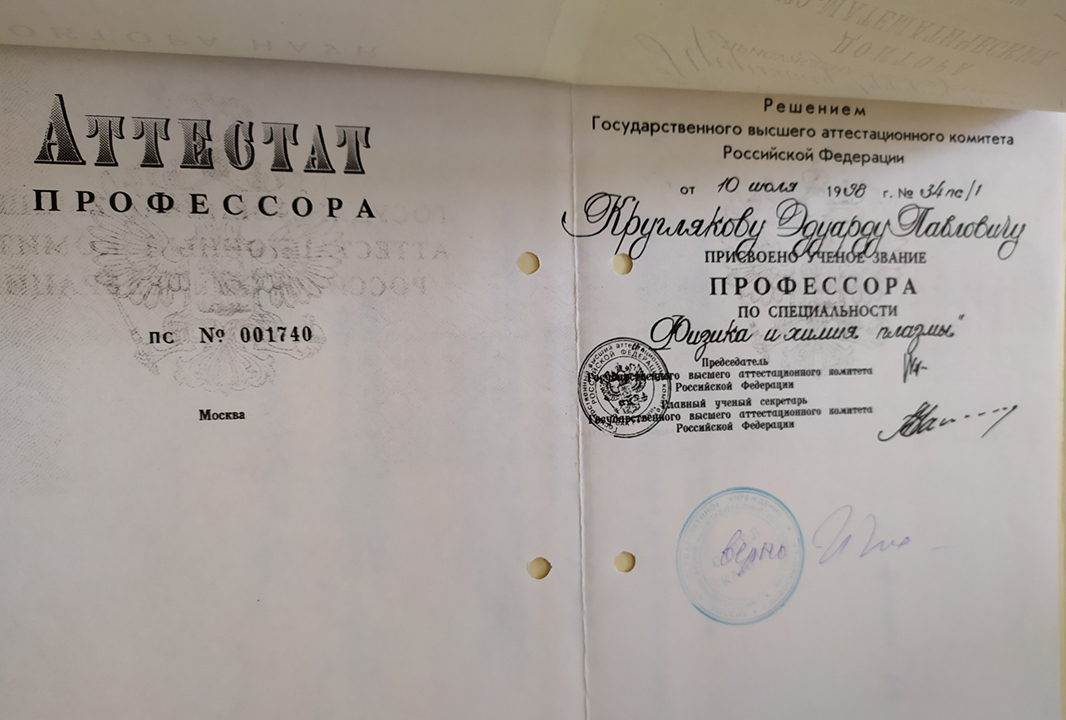 Аттестат
ПРОФЕССОРА
ПС № 001740
Москва
Решением
Государственного высшего аттестационного комитета
Российской Федерации
от 10 июля 1998 г. № 34пс/1
Круглякову Эдуарду Павловичу
ПРИСВОЕНО УЧЕНОЕ ЗВАНИЕ
ПРОФЕССОРА
ПО СПЕЦИАЛЬНОСТИ
„Физика и химия плазмы"
Председатель
Государственного высшего аттестационного комитета
Российской Федерации
Главный ученый секретарь
Государственного высшего аттестационного комитета
Российской Федерации
верно